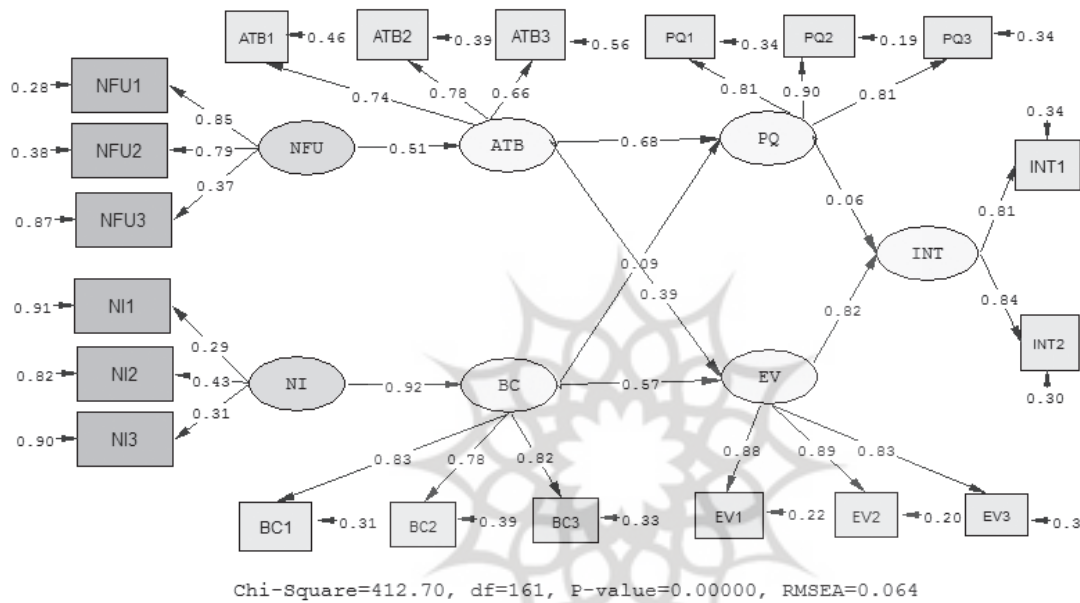 ATB1 0.46 ATB2 0.39 ATB3 0.56 PQ1 0.34 PQ2 0.19 PQ3 0.34
0.28 NFU1
0.74 0.78 0.66 0.81 0.90 0.81
0.85
0.34
0.38 NFU2 0.79 NFU 0.51 ATB 0.68 PQ
INT1
0.37
0.87 NFU3
0.06 0.81
INT
0.09
0.39
0.91 NI1
0.82 0.84
0.29
INT2
0.82 NI2 0.43 NI 0.92 BC 0.57 EV
0.31
0.30
0.90 NI3
0.83 0.78 0.82 0.88 0.89 0.83
BC1 0.31 BC2 0.39 BC3 0.33 EV1 0.22 EV2 0.20 EV3
Chi-Square=412.70, df=161, P-value=0.00000, RMSEA=0.064